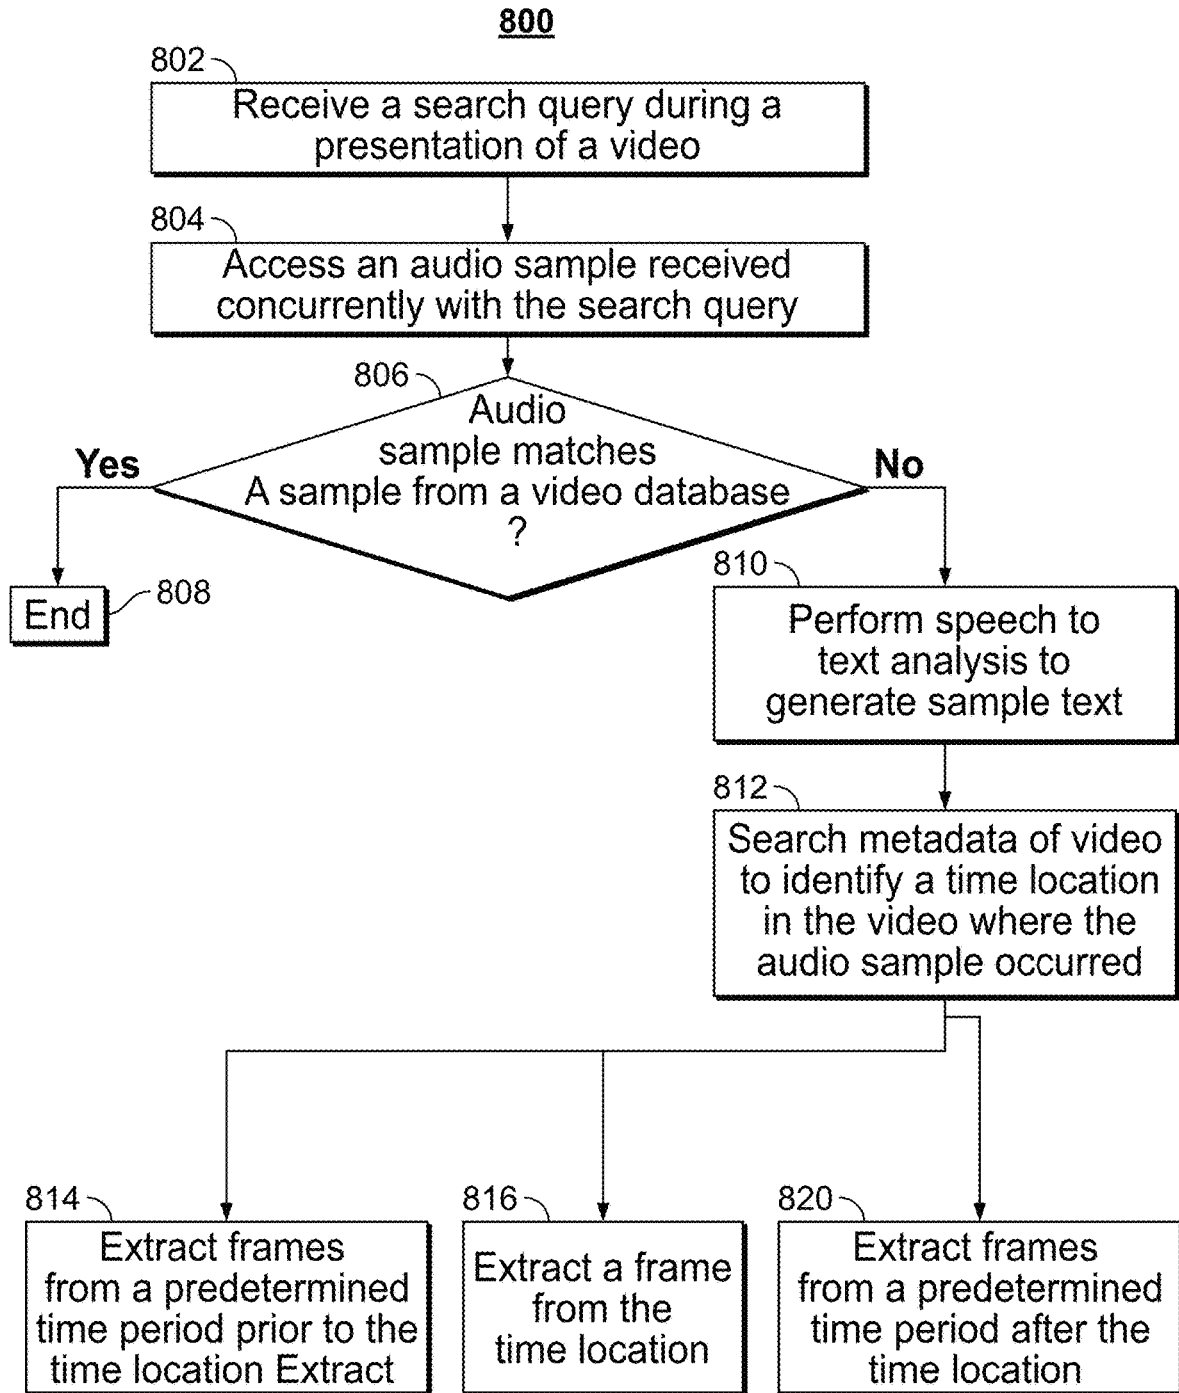 800
802
Receive a search query during a
presentation of a video
804
Access an audio sample received
concurrently with the search query
806
Audio
sample matches
A sample from a video database
?
Yes
No
End
808
810
Perform speech to
text analysis to
generate sample text
812
Search metadata of video
to identify a time location
in the video where the
audio sample occurred
814
Extract frames
from a predetermined
time period prior to the
time location Extract
816
Extract a frame
from the
time location
820
Extract frames
from a predetermined
time period after the
time location